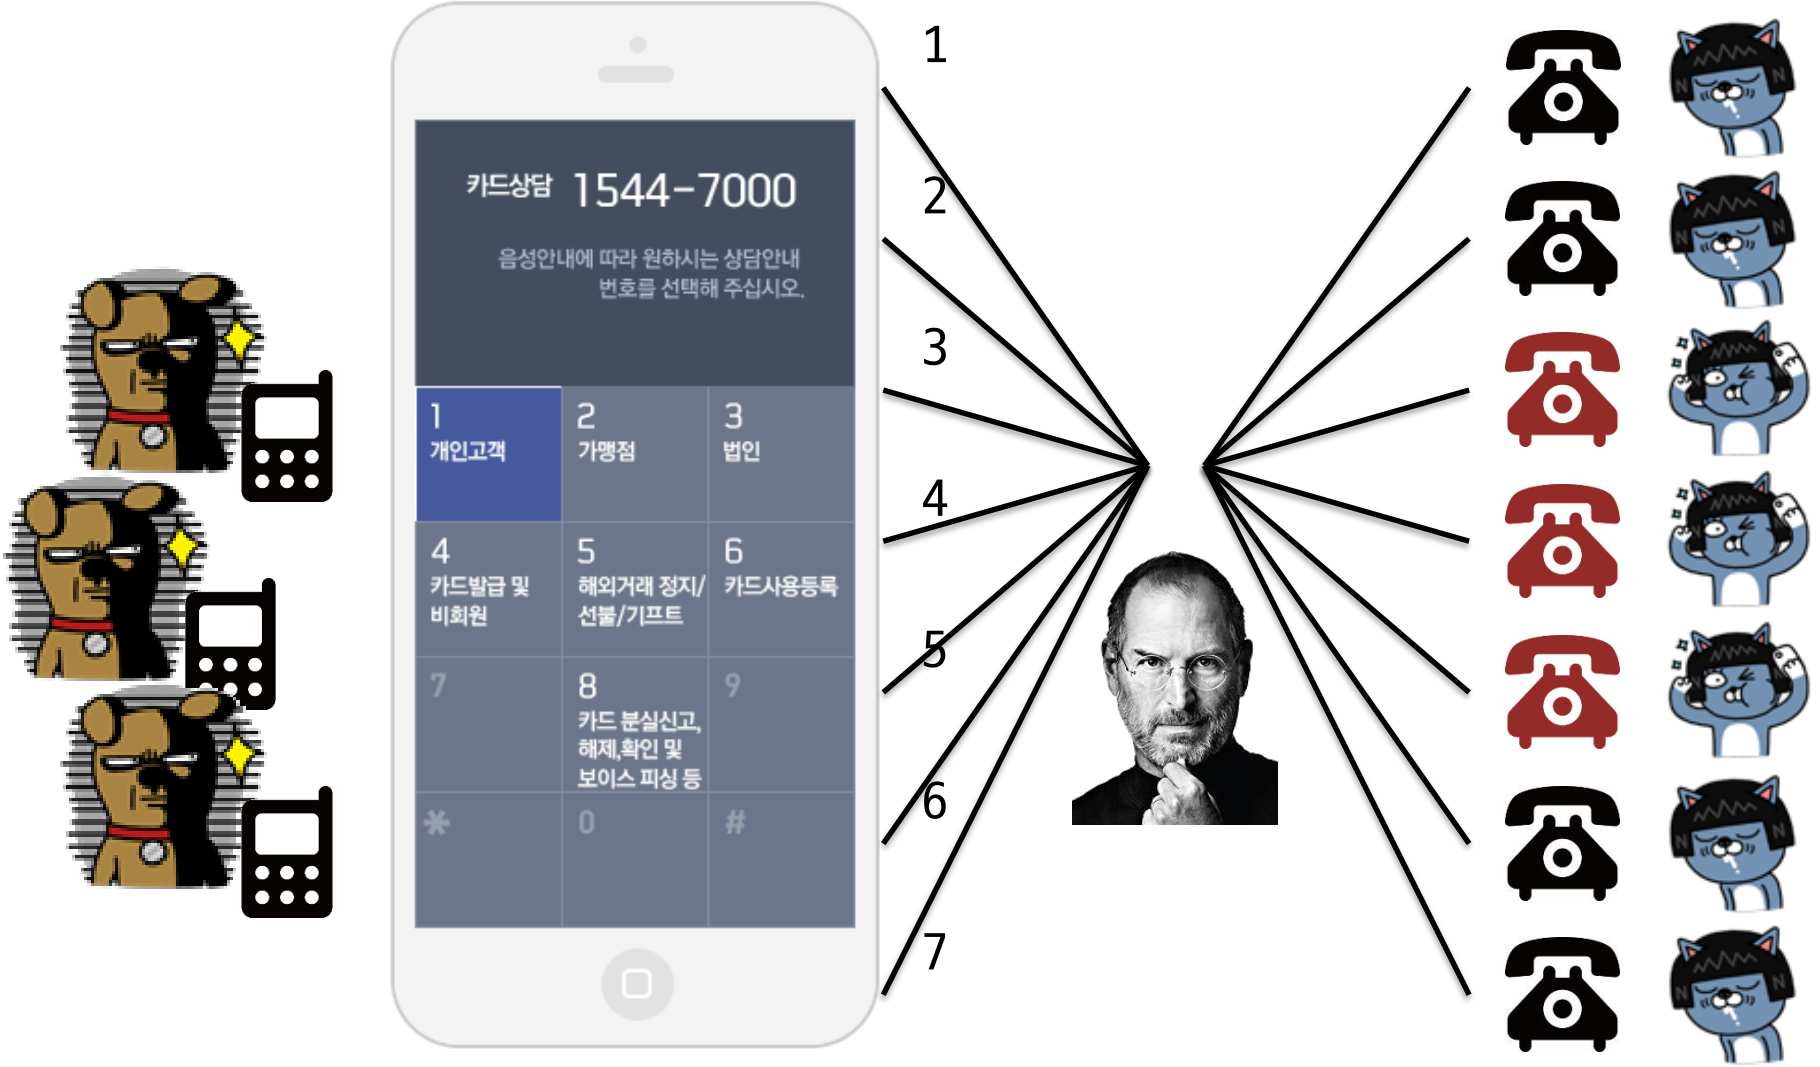 카드상담 1544-7000
음성안내에 따라 원하시는 상담안내
번호를 선택해 주십시오.
1
개인고객
2
가맹점
3
법인
4
카드발급 및
비회원
5
해외거래 정지/
선불/기프트
6
카드사용등록
7
8
카드 분실신고,
해제,확인 및
보이스 피싱 등
9
*
0
#
1
2
3
4
5
6
7